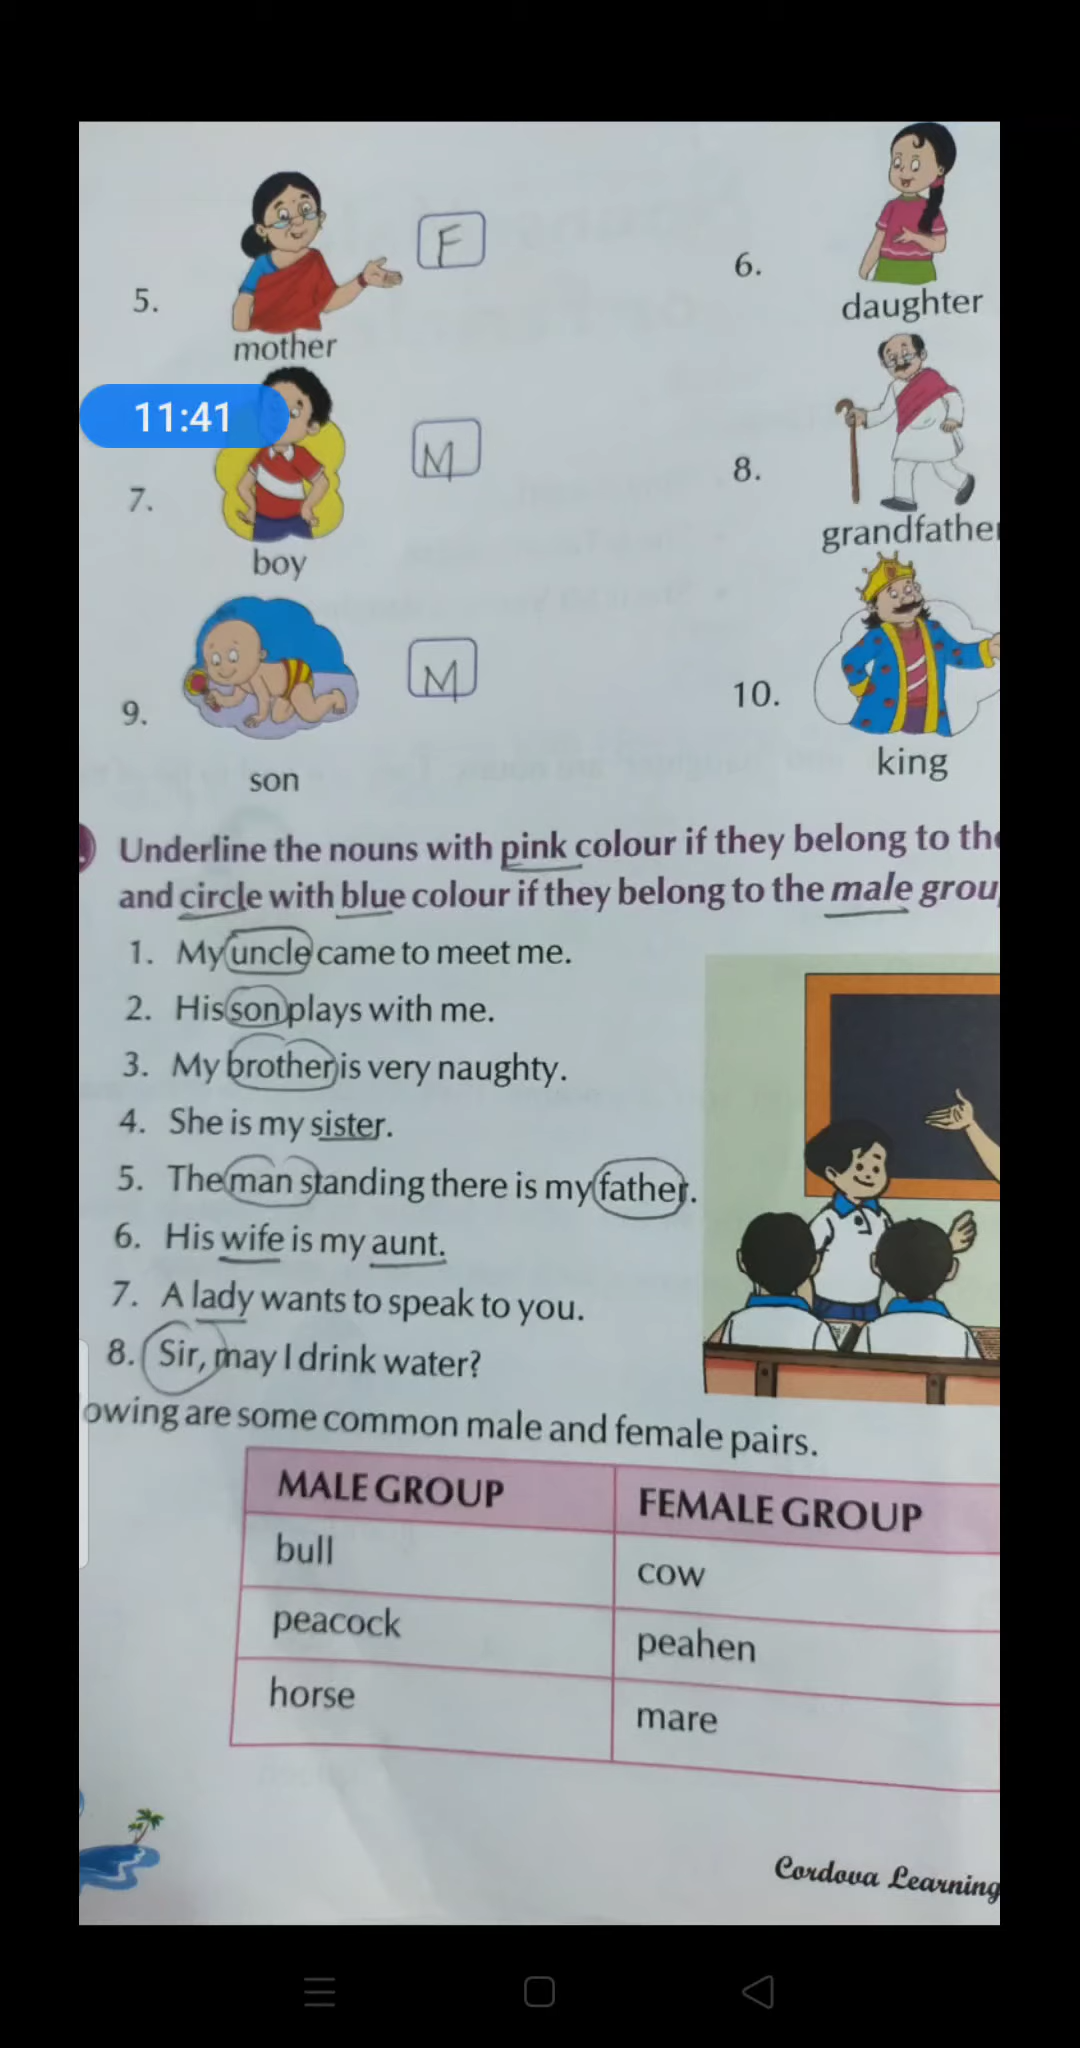 F
5.
mother
6.
daughter
11:41
M
7.
boy
8.
grandfather
M
9.
son
10.
king
Underline the nouns with pink colour if they belong to the
and circle with blue colour if they belong to the male grou
1. My uncle came to meet me.
2. His son plays with me.
3. My brother is very naughty.
4. She is my sister.
5. The man standing there is my father.
6. His wife is my aunt.
7. A lady wants to speak to you.
8. Sir, may I drink water?
owing are some common male and female pairs.
MALE GROUP FEMALE GROUP
bull cow
peacock peahen
horse mare
Cordova Learning